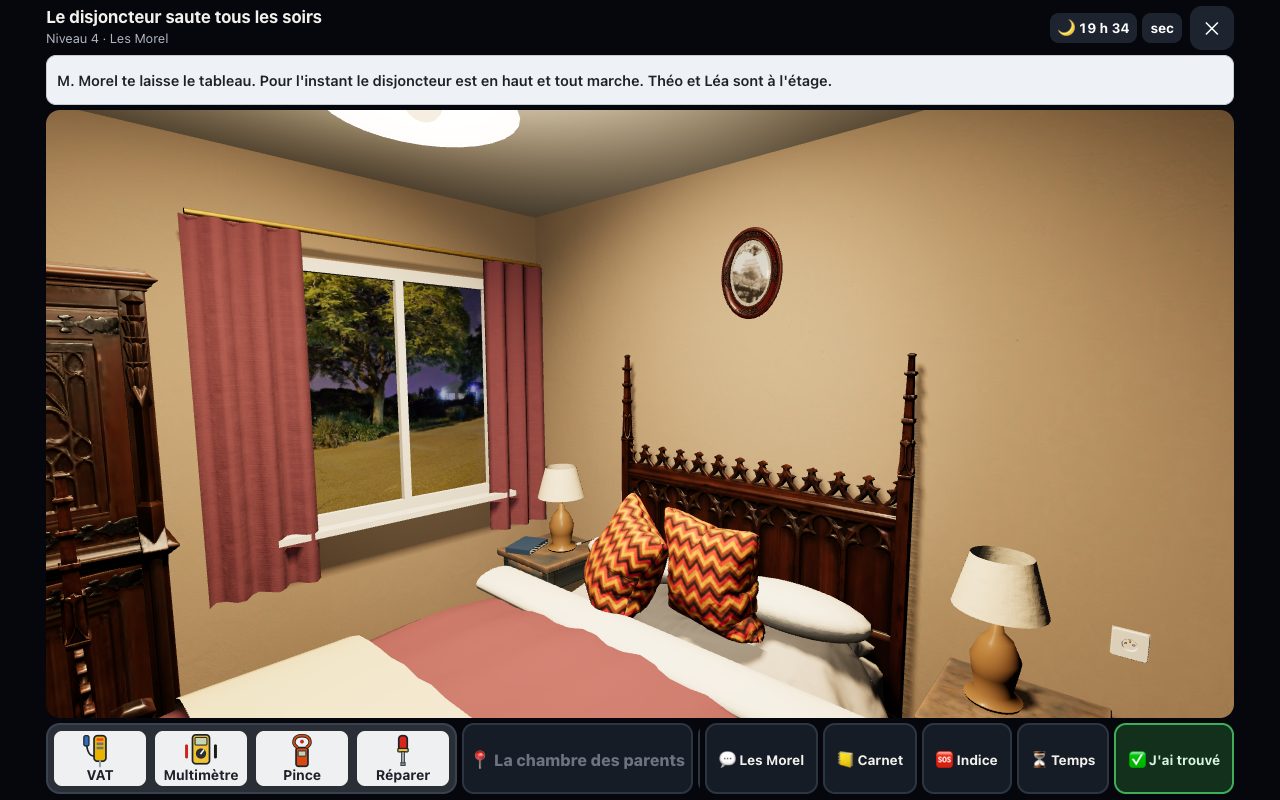 Le disjoncteur saute tous les soirs
Niveau 4 · Les Morel
🌙 19 h 34
sec
M. Morel te laisse le tableau. Pour l'instant le disjoncteur est en haut et tout marche. Théo et Léa sont à l'étage.
VAT
Multimètre
Pince
Réparer
📍 La chambre des parents
💬 Les Morel
📒 Carnet
🆘 Indice
⏳ Temps
✅ J'ai trouvé